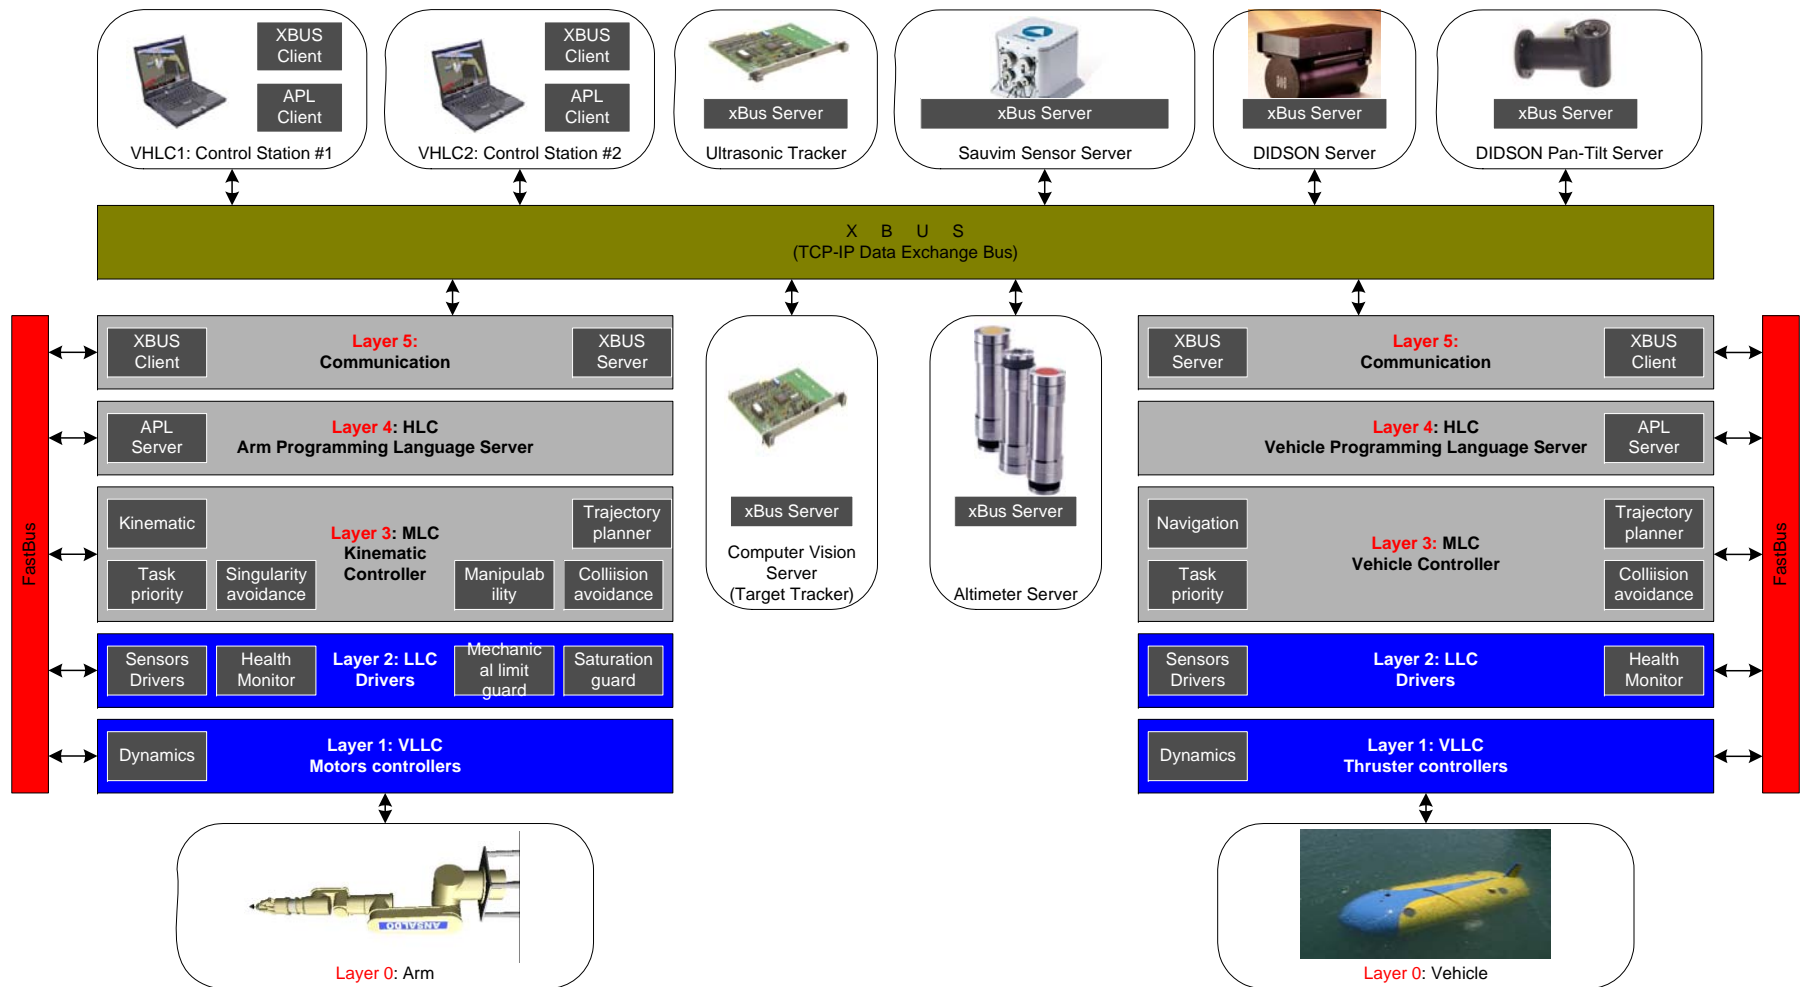 XBUS
Client
APL
Client
VHLC1: Control Station #1
XBUS
Client
APL
Client
VHLC2: Control Station #2
xBus Server
Ultrasonic Tracker
xBus Server
Sauvim Sensor Server
xBus Server
DIDSON Server
xBus Server
DIDSON Pan-Tilt Server
X B U S
(TCP-IP Data Exchange Bus)
FastBus
XBUS
Client
Layer 5:
Communication
XBUS
Server
APL
Server
Layer 4: HLC
Arm Programming Language Server
Kinematic
Layer 3: MLC
Kinematic
Controller
Trajectory
planner
Task
priority
Singularity
avoidance
Manipulab
ility
Colliision
avoidance
Sensors
Drivers
Health
Monitor
Layer 2: LLC
Drivers
Mechanic
al limit
guard
Saturation
guard
Dynamics
Layer 1: VLLC
Motors controllers
ANSALDO
Layer 0: Arm
xBus Server
Computer Vision
Server
(Target Tracker)
xBus Server
Altimeter Server
XBUS
Server
Layer 5:
Communication
XBUS
Client
Layer 4: HLC
Vehicle Programming Language Server
APL
Server
Navigation
Layer 3: MLC
Vehicle Controller
Trajectory
planner
Task
priority
Colliision
avoidance
Sensors
Drivers
Layer 2: LLC
Drivers
Health
Monitor
Dynamics
Layer 1: VLLC
Thruster controllers
Layer 0: Vehicle
FastBus